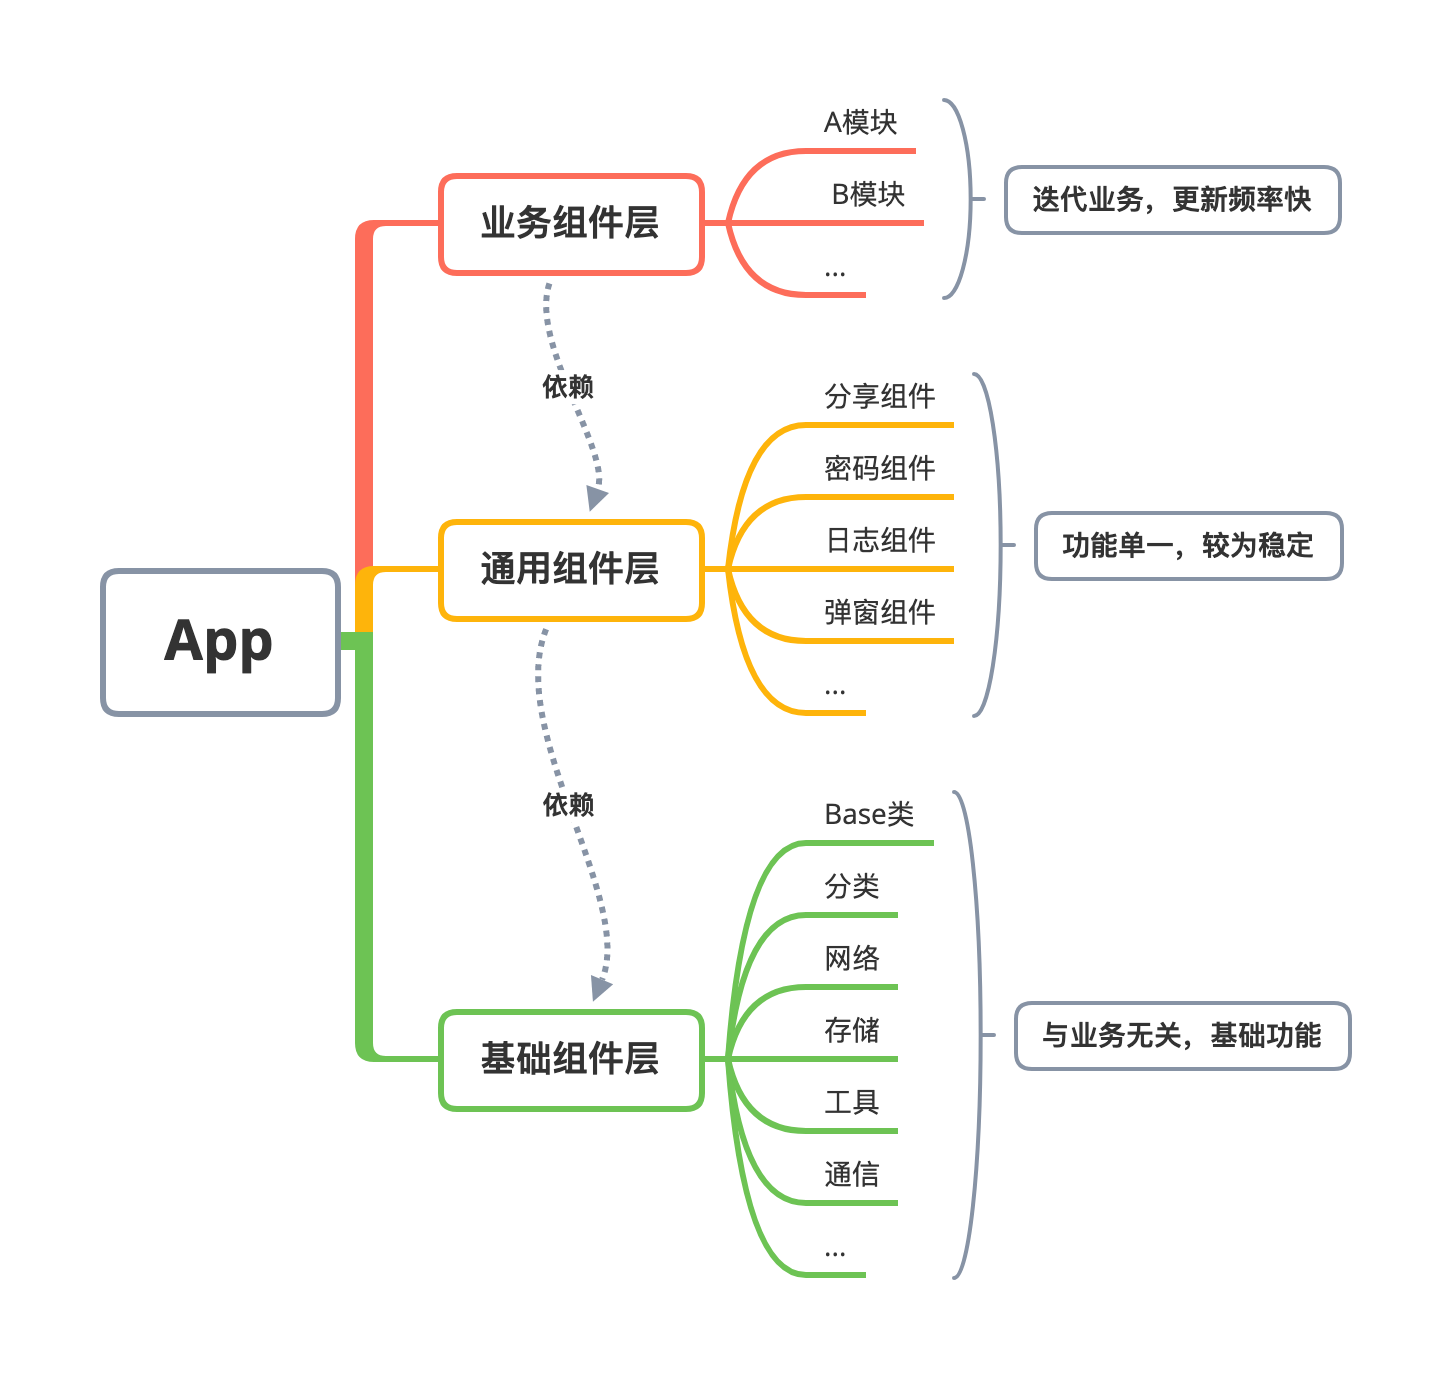 App
业务组件层
A模块
B模块
...
迭代业务，更新频率快
依赖
通用组件层
分享组件
密码组件
日志组件
弹窗组件
...
功能单一，较为稳定
依赖
基础组件层
Base类
分类
网络
存储
工具
通信
...
与业务无关，基础功能